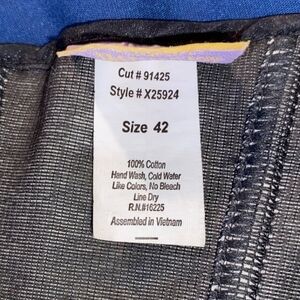 Cut # 91425
Style # X25924
Size 42
100% Cotton
Hand Wash, Cold Water
Like Colors, No Bleach
Line Dry
R.N.#16225
Assembled in Vietnam